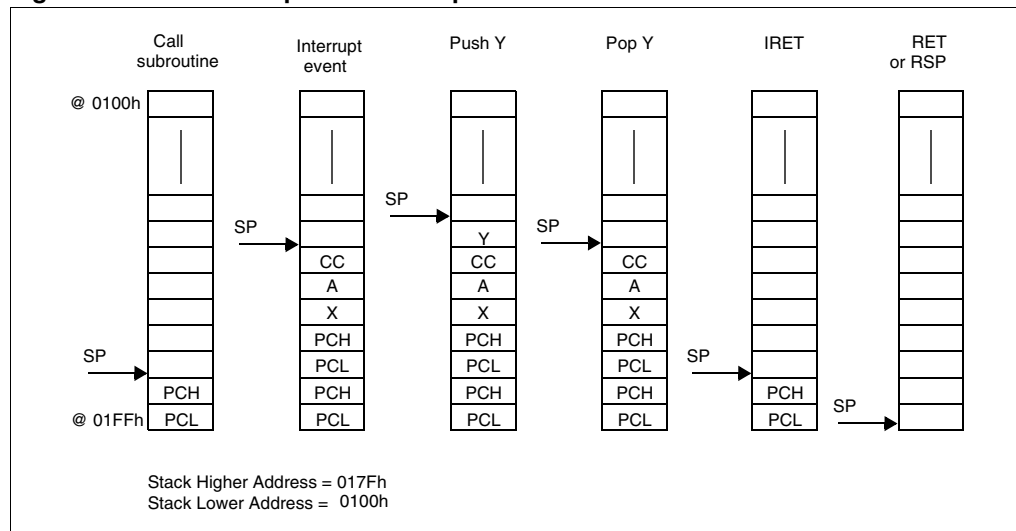 Call
subroutine
Interrupt
event
Push Y
Pop Y
IRET
RET
or RSP
@ 0100h
SP
SP
SP
Y
CC
CC
CC
A
A
A
X
X
X
PCH
PCH
PCH
SP
PCL
PCL
PCL
SP
PCH
PCH
PCH
PCH
PCH
SP
@ 01FFh
PCL
PCL
PCL
PCL
PCL
Stack Higher Address = 017Fh
Stack Lower Address = 0100h